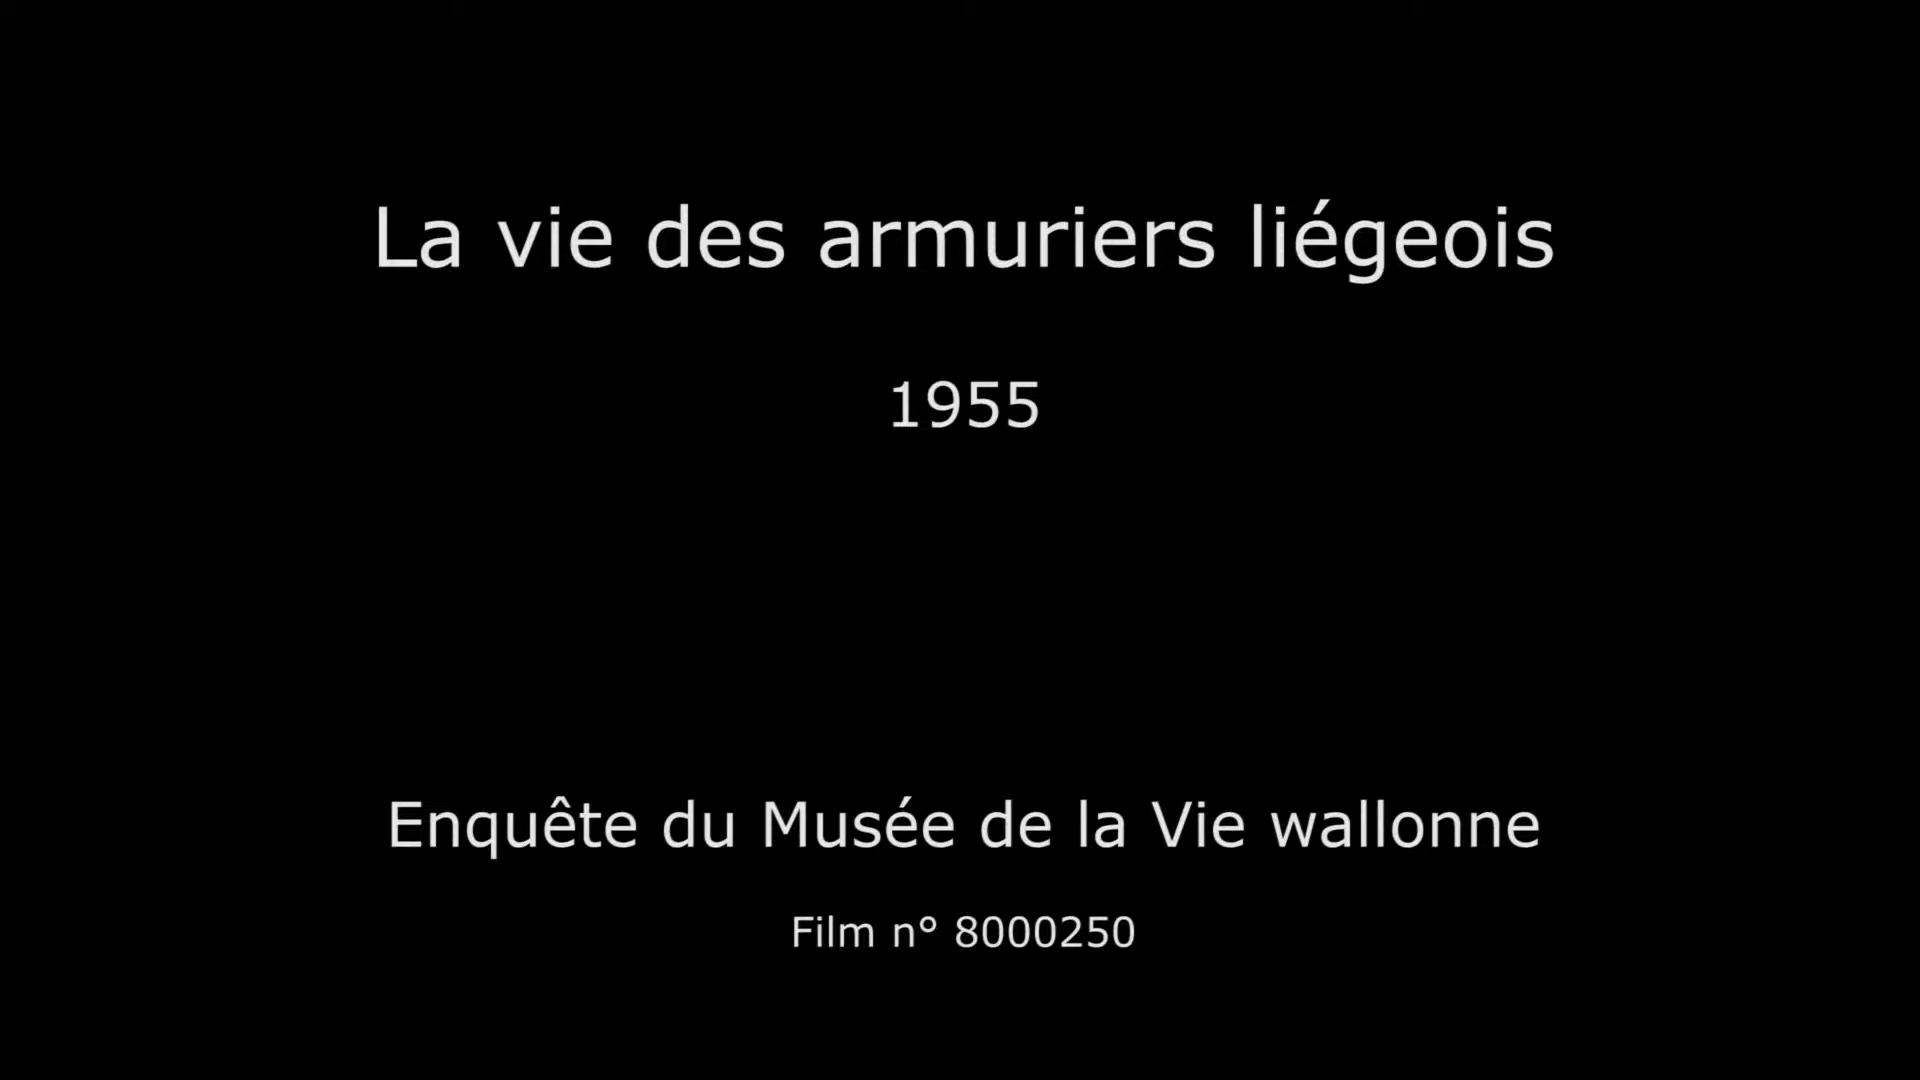 La vie des armuriers liégeois
1955
Enquête du Musée de la Vie wallonne
Film n° 8000250